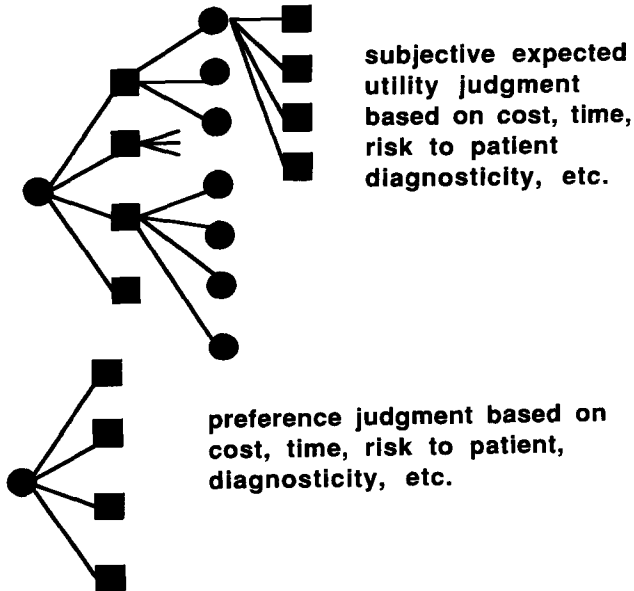 subjective expected
utility judgment
based on cost, time,
risk to patient
diagnosticity, etc.
preference judgment based on
cost, time, risk to patient,
diagnosticity, etc.